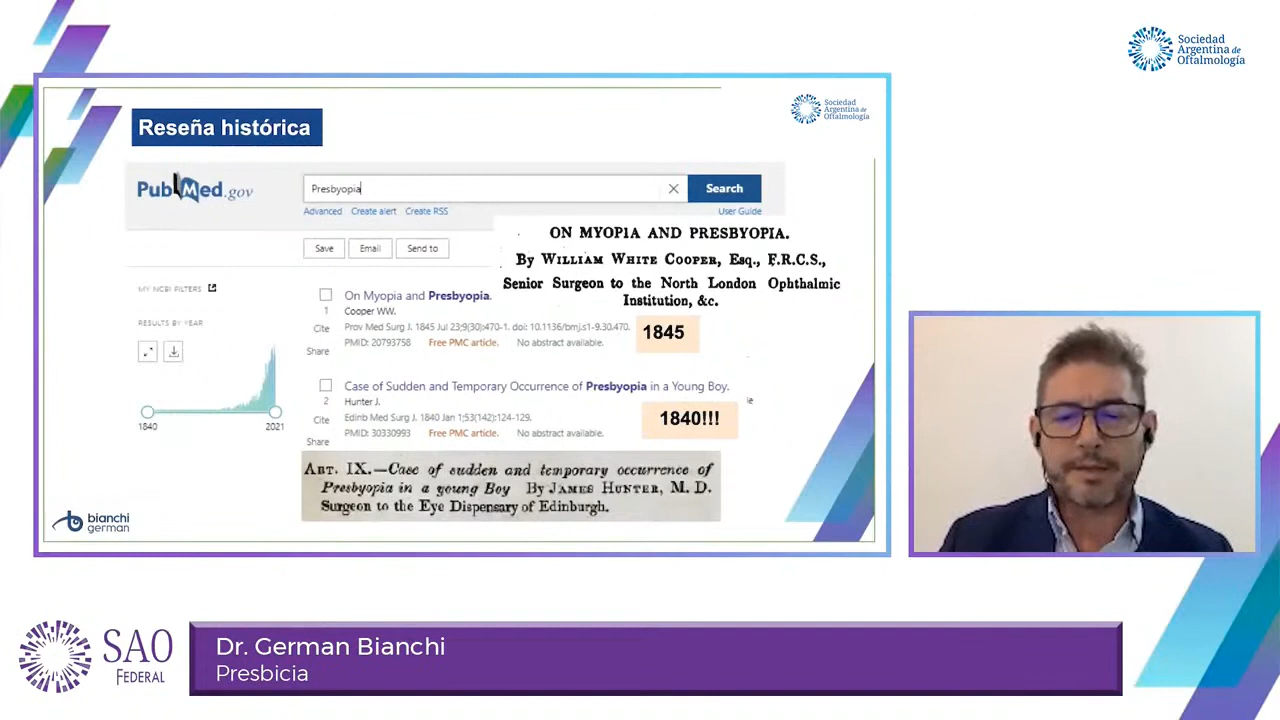 Sociedad
Argentina de
Oftalmología
Reseña histórica
Sociedad
Argentina de
Oftalmología
PubMed.gov
Presbyopia
Search
Advanced Create alert Create RSS
User Guide
Save Email Send to
ON MYOPIA AND PRESBYOPIA.
By WILLIAM WHITE COOPER, Esq., F.R.C.S.,
Senior Surgeon to the North London Ophthalmic
Institution, &c.
MY NCBI FILTERS
RESULTS BY YEAR
1840 2021
On Myopia and Presbyopia.
1
Cooper WW.
Cite
Prov Med Surg J. 1845 Jul 23;9(30):470-1. doi: 10.1136/bmj.s1-9.30.470.
PMID: 20793758 Free PMC article. No abstract available.
Share
1845
Case of Sudden and Temporary Occurrence of Presbyopia in a Young Boy.
2
Hunter J.
Cite
Edinb Med Surg J. 1840 Jan 1;53(142):124-129.
PMID: 30330993 Free PMC article. No abstract available.
Share
1840!!!
ART. IX.—Case of sudden and temporary occurrence of
Presbyopia in a young Boy By JAMES HUNTER, M. D.
Surgeon to the Eye Dispensary of Edinburgh.
bianchi
german
SAO
FEDERAL
Dr. German Bianchi
Presbicia